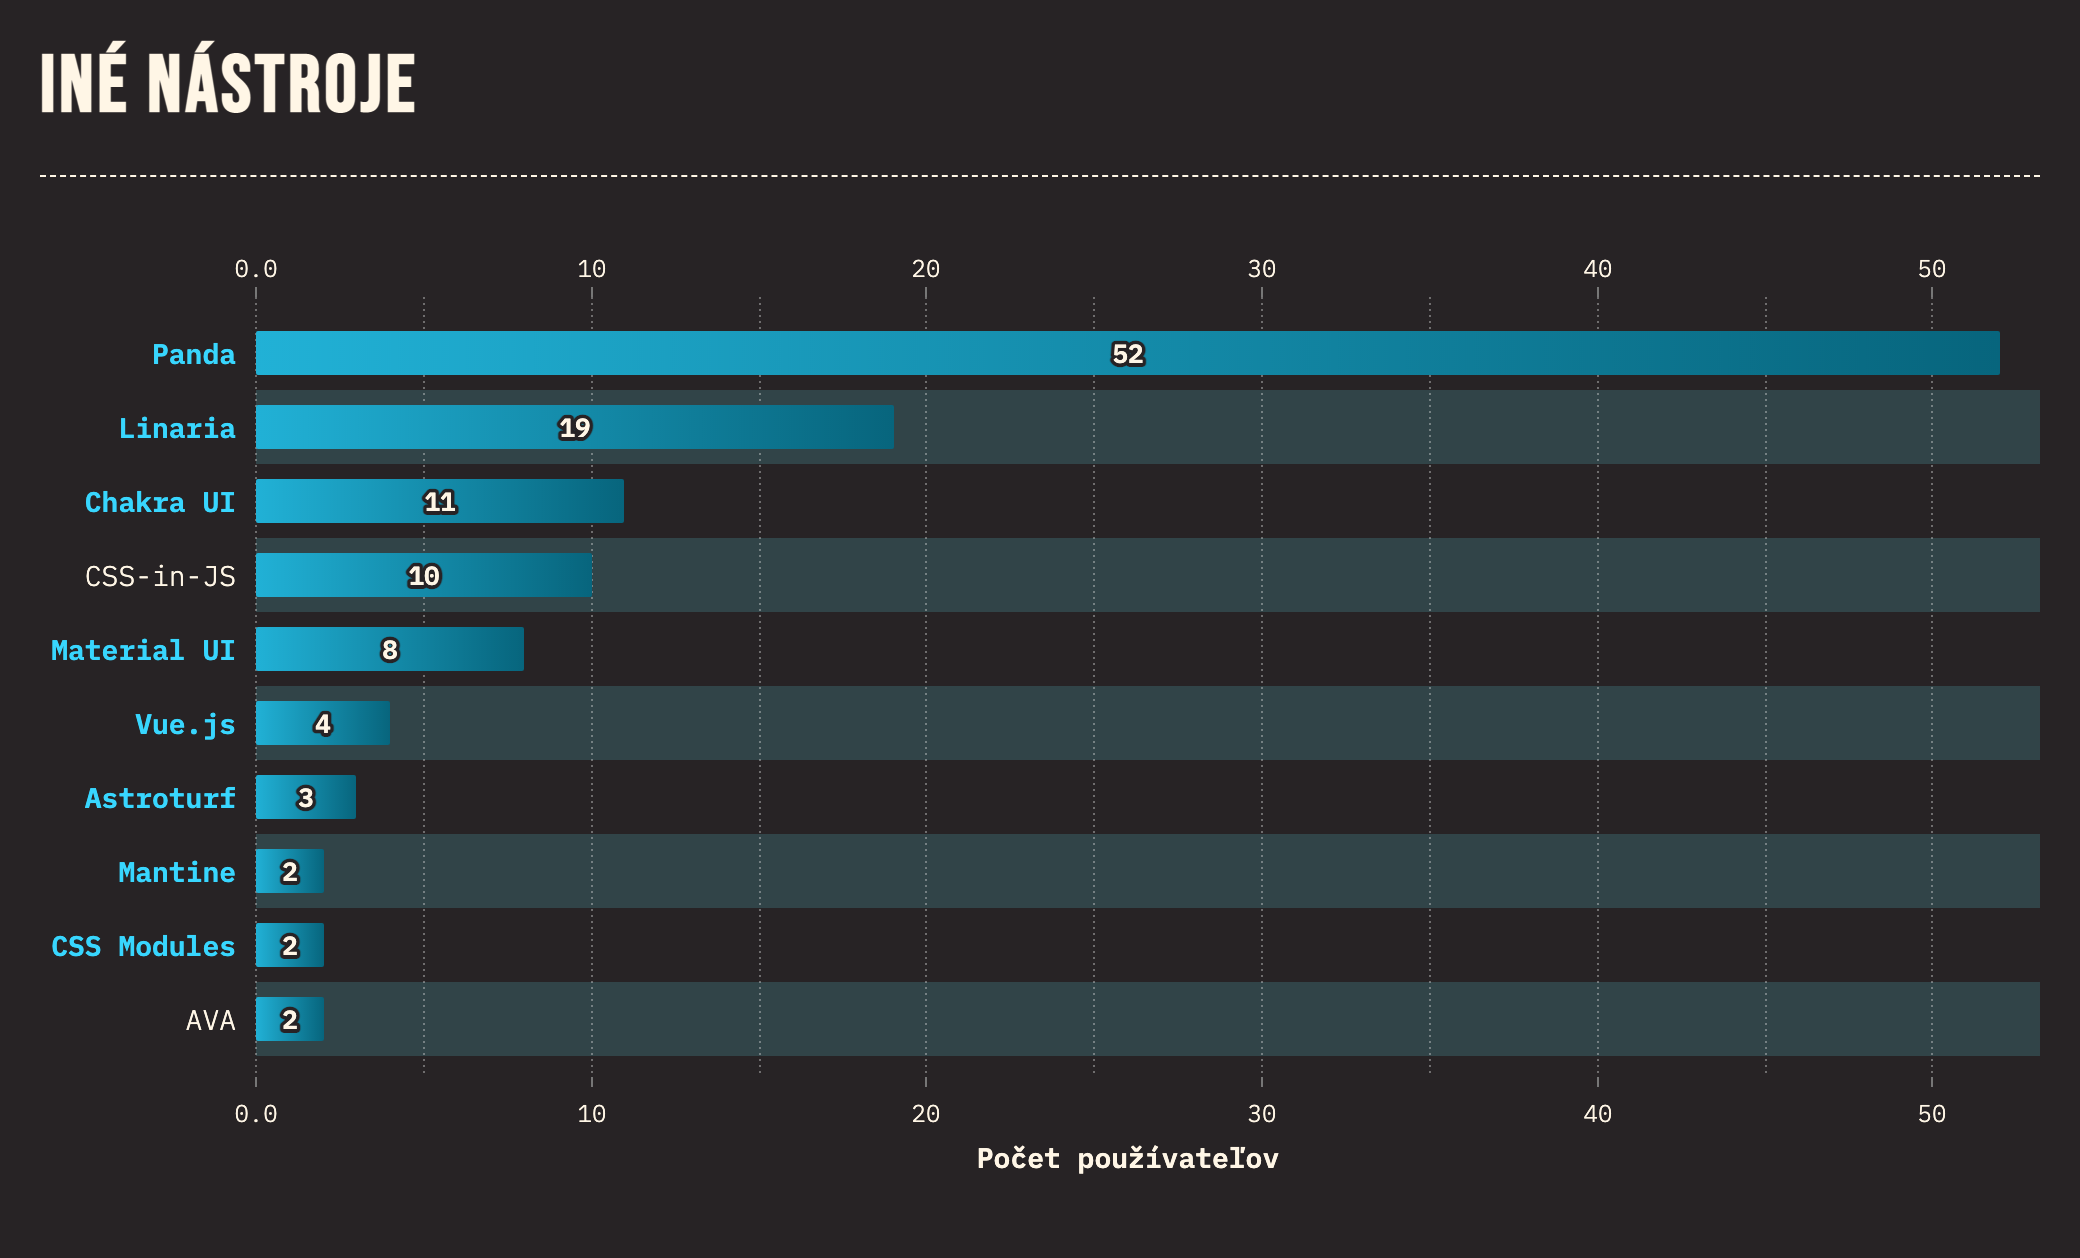 INÉ NÁSTROJE
0.0 10 20 30 40 50
Panda 52
Linaria 19
Chakra UI 11
CSS-in-JS 10
Material UI 8
Vue.js 4
Astroturf 3
Mantine 2
CSS Modules 2
AVA 2
0.0 10 20 30 40 50
Počet používateľov